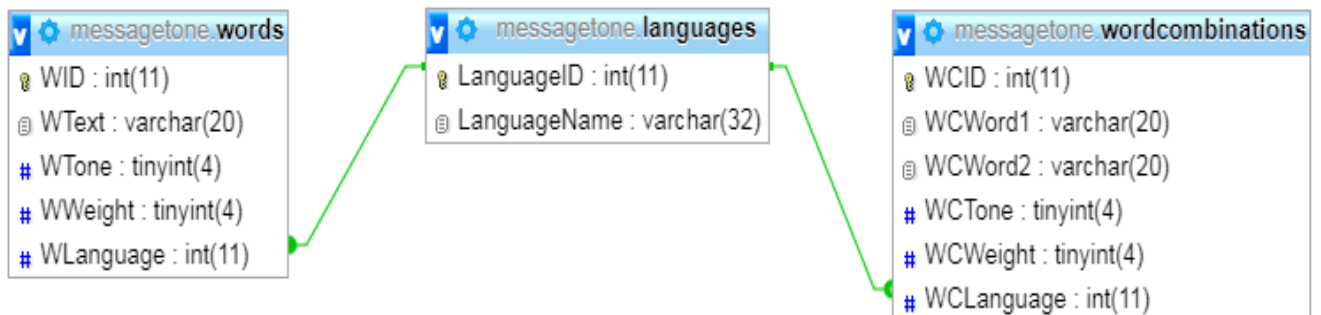 messagetone.words
WID : int(11)
WText : varchar(20)
WTone : tinyint(4)
WWeight : tinyint(4)
WLanguage : int(11)
messagetone.languages
LanguageID : int(11)
LanguageName : varchar(32)
messagetone.wordcombinations
WCID : int(11)
WCWord1 : varchar(20)
WCWord2 : varchar(20)
WCTone : tinyint(4)
WCWeight : tinyint(4)
WCLanguage : int(11)